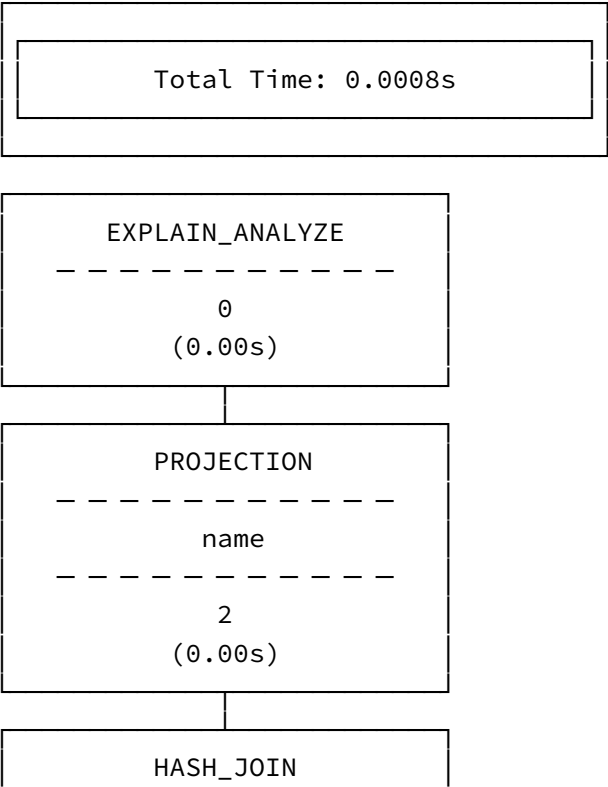 Total Time: 0.0008s
EXPLAIN_ANALYZE
0
(0.00s)
PROJECTION
name
2
(0.00s)
HASH_JOIN